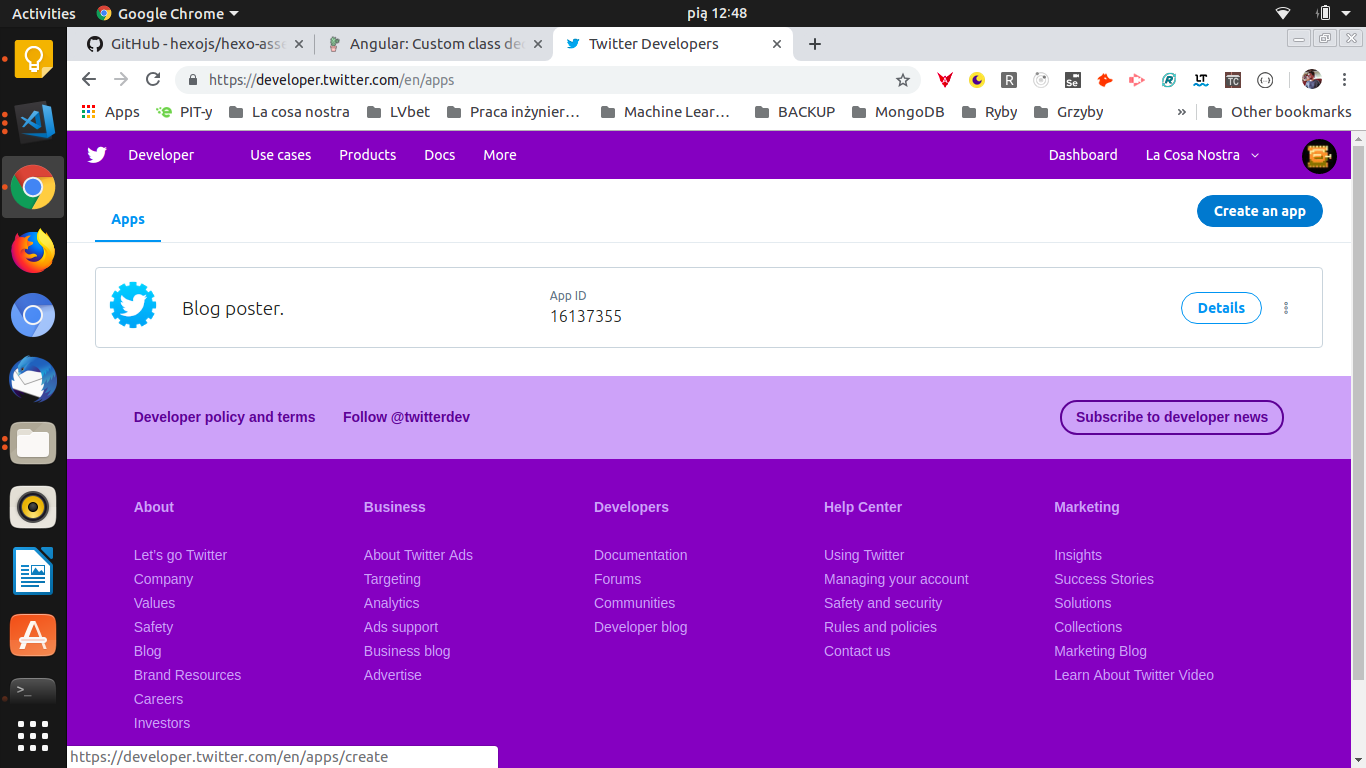 Activities Google Chrome pią 12:48
GitHub - hexojs/hexo-asse Angular: Custom class dec Twitter Developers
https://developer.twitter.com/en/apps
Apps PIT-y La cosa nostra LVbet Praca inżynier… Machine Lear… BACKUP MongoDB Ryby Grzyby » Other bookmarks
Developer Use cases Products Docs More Dashboard La Cosa Nostra
Apps Create an app
App ID
Blog poster. 16137355 Details
Developer policy and terms Follow @twitterdev Subscribe to developer news
About Business Developers Help Center Marketing
Let's go Twitter About Twitter Ads Documentation Using Twitter Insights
Company Targeting Forums Managing your account Success Stories
Values Analytics Communities Safety and security Solutions
Safety Ads support Developer blog Rules and policies Collections
Blog Business blog Contact us Marketing Blog
Brand Resources Advertise Learn About Twitter Video
Careers
Investors
https://developer.twitter.com/en/apps/create